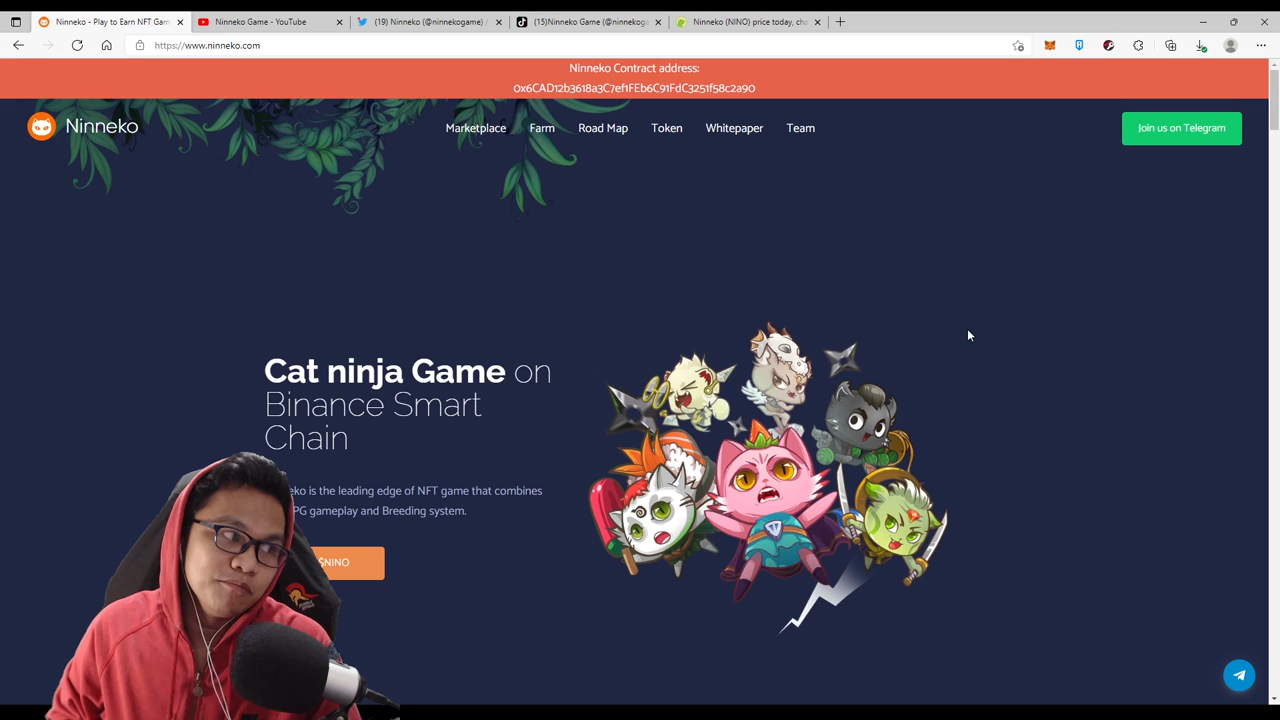 Ninneko - Play to Earn NFT Gam
Ninneko Game - YouTube
(19) Ninneko (@ninnekogame) /
(15)Ninneko Game (@ninnekoga
Ninneko (NINO) price today, cha
https://www.ninneko.com
Ninneko Contract address:
0x6CAD12b3618a3C7ef1FEb6C91FdC3251f58c2a90
Ninneko
Marketplace
Farm
Road Map
Token
Whitepaper
Team
Join us on Telegram
Cat ninja Game on
Binance Smart
Chain
eko is the leading edge of NFT game that combines
PG gameplay and Breeding system.
$NINO